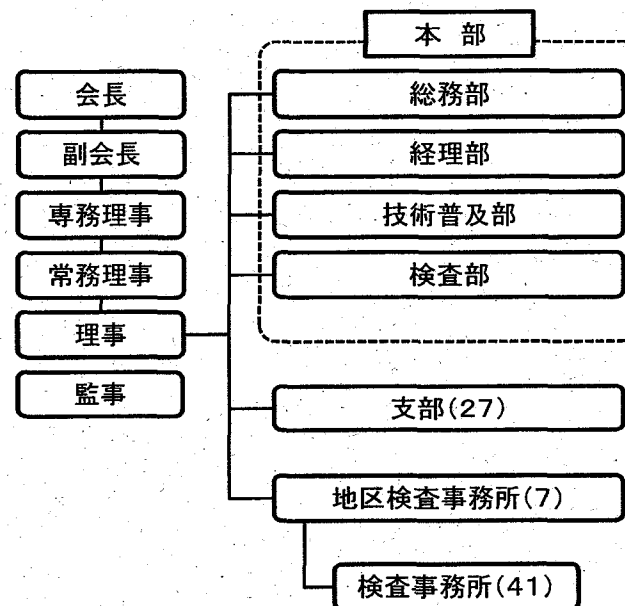 本 部
会長
副会長
専務理事
常務理事
理事
監事
総務部
経理部
技術普及部
検査部
支部(27)
地区検査事務所(7)
検査事務所(41)